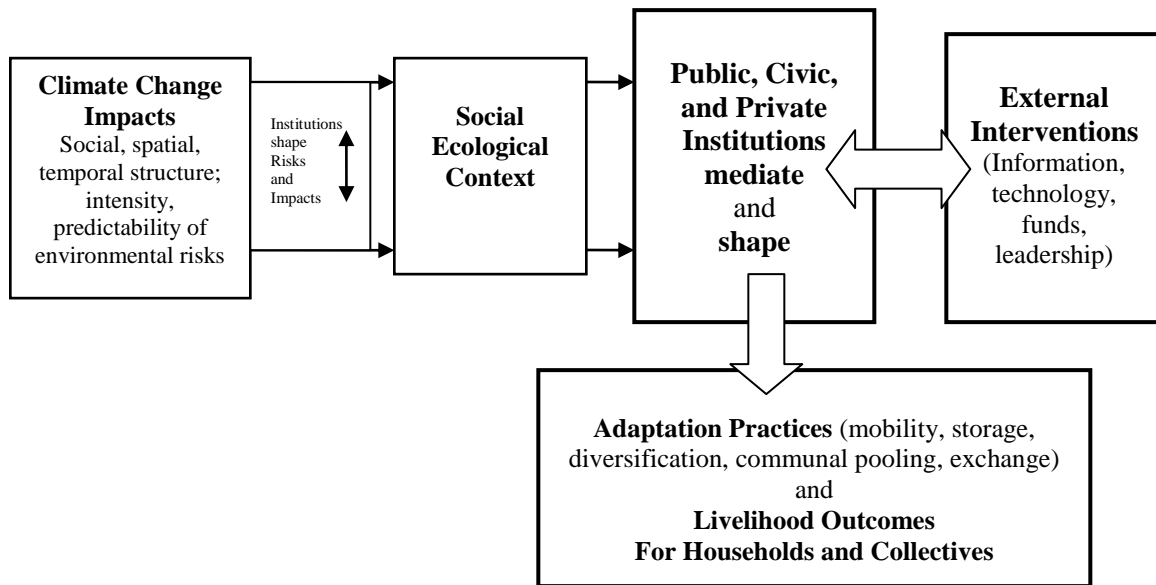 Climate Change
Impacts
Social, spatial,
temporal structure;
intensity,
predictability of
environmental risks
Institutions
shape
Risks
and
Impacts
Social
Ecological
Context
Public, Civic,
and Private
Institutions
mediate
and
shape
External
Interventions
(Information,
technology,
funds,
leadership)
Adaptation Practices (mobility, storage,
diversification, communal pooling, exchange)
and
Livelihood Outcomes
For Households and Collectives